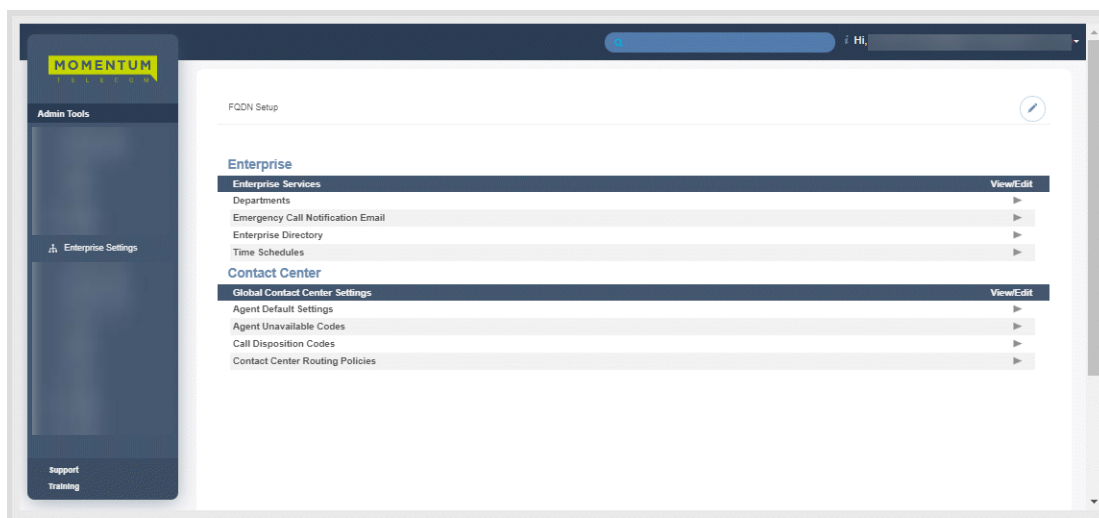 Hi,
MOMENTUM
TELECOM
Admin Tools
Enterprise Settings
Support
Training
FQDN Setup
Enterprise
Enterprise Services View/Edit
Departments
Emergency Call Notification Email
Enterprise Directory
Time Schedules
Contact Center
Global Contact Center Settings View/Edit
Agent Default Settings
Agent Unavailable Codes
Call Disposition Codes
Contact Center Routing Policies